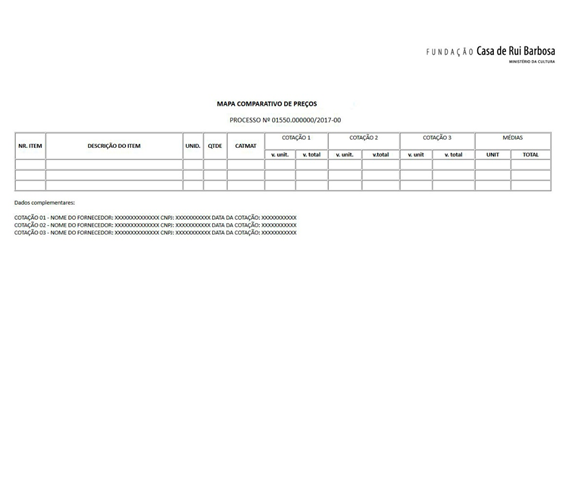 FUNDAÇÃO Casa de Rui Barbosa
MINISTÉRIO DA CULTURA
MAPA COMPARATIVO DE PREÇOS
PROCESSO Nº 01550.000000/2017-00
NR. ITEM DESCRIÇÃO DO ITEM UNID. QTDE CATMAT COTAÇÃO 1 COTAÇÃO 2 COTAÇÃO 3 MÉDIAS
v. unit. v. total v. unit. v.total v. unit v. total UNIT TOTAL
Dados complementares:
COTAÇÃO 01 - NOME DO FORNECEDOR: XXXXXXXXXXXXXXX CNPJ: XXXXXXXXXXX DATA DA COTAÇÃO: XXXXXXXXXXX
COTAÇÃO 02 - NOME DO FORNECEDOR: XXXXXXXXXXXXXXX CNPJ: XXXXXXXXXXX DATA DA COTAÇÃO: XXXXXXXXXXX
COTAÇÃO 03 - NOME DO FORNECEDOR: XXXXXXXXXXXXXXX CNPJ: XXXXXXXXXXX DATA DA COTAÇÃO: XXXXXXXXXXX